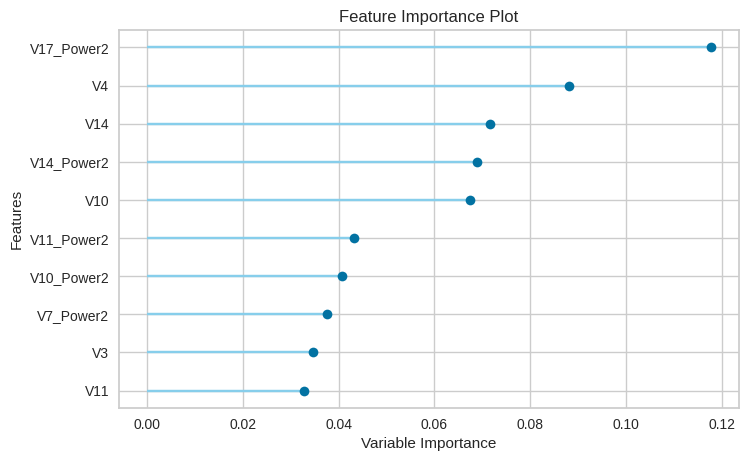 Feature Importance Plot
V17_Power2
V4
V14
V14_Power2
V10
V11_Power2
V10_Power2
V7_Power2
V3
V11
Features
0.00 0.02 0.04 0.06 0.08 0.10 0.12
Variable Importance